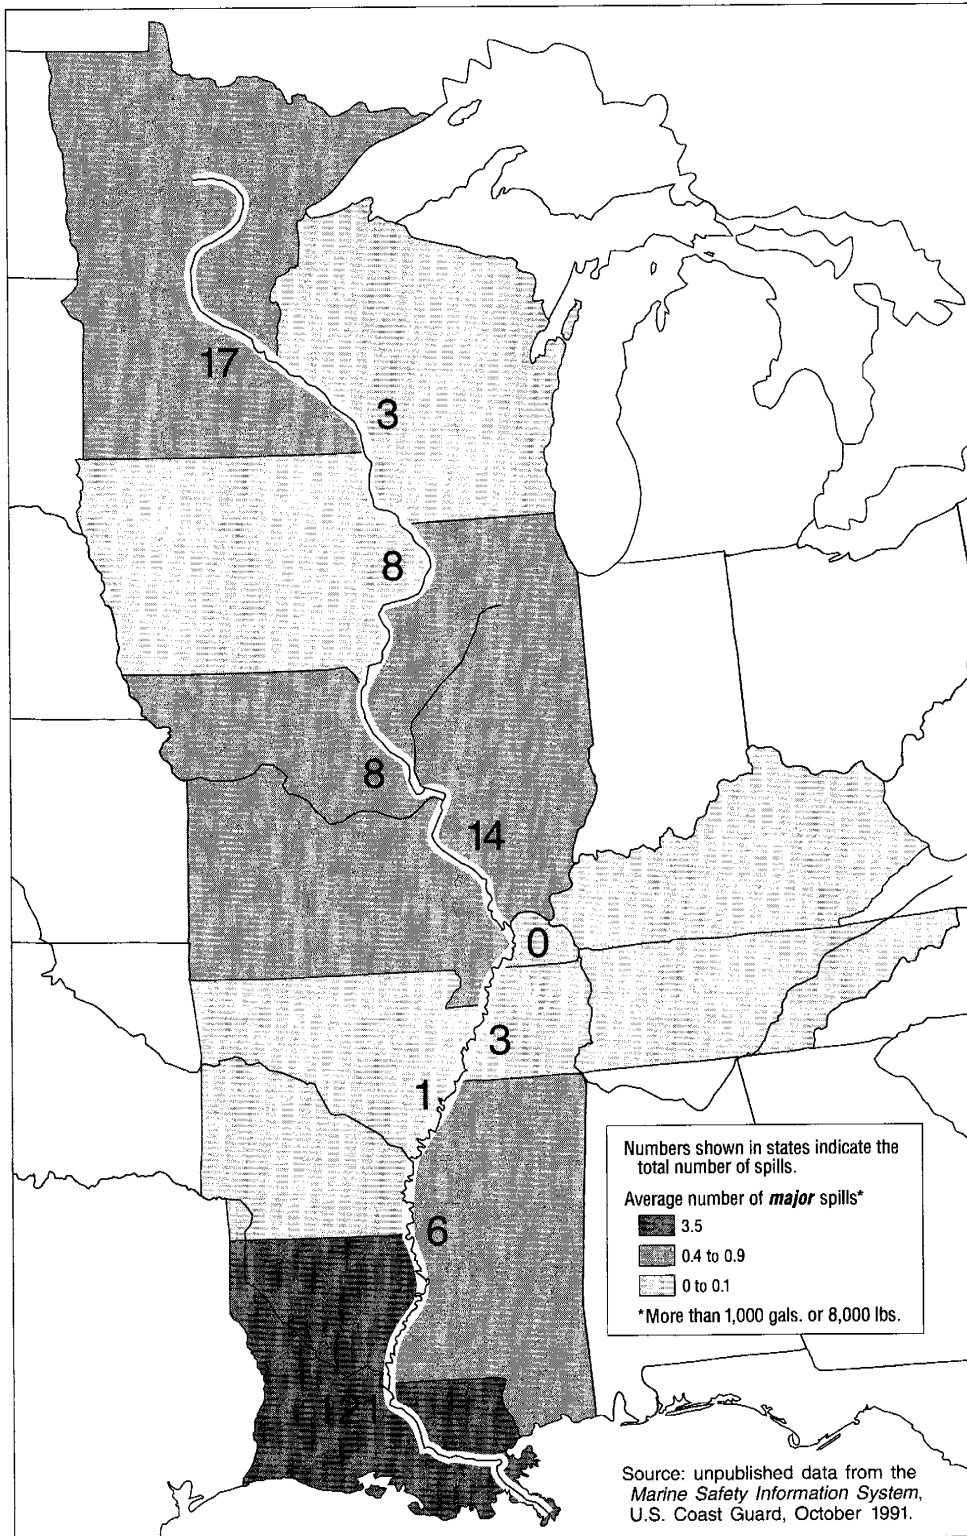 17
3
8
8
14
0
3
1
6
121
Numbers shown in states indicate the
total number of spills.
Average number of major spills*
3.5
0.4 to 0.9
0 to 0.1
*More than 1,000 gals. or 8,000 lbs.
Source: unpublished data from the
Marine Safety Information System,
U.S. Coast Guard, October 1991.